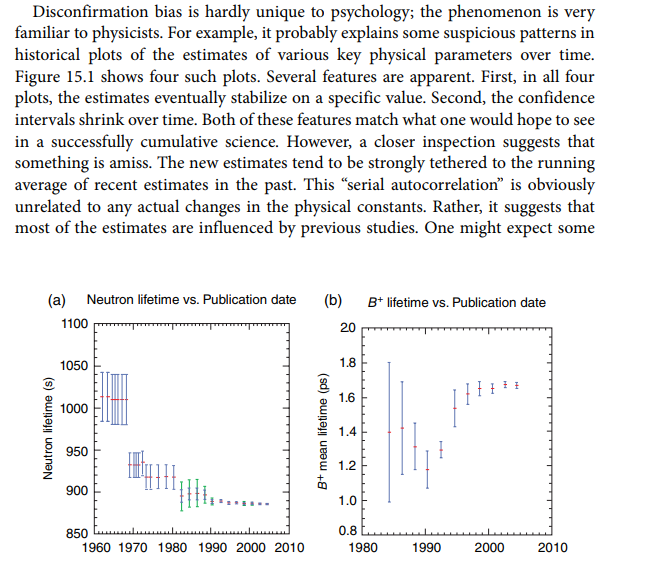 Disconfirmation bias is hardly unique to psychology; the phenomenon is very
familiar to physicists. For example, it probably explains some suspicious patterns in
historical plots of the estimates of various key physical parameters over time.
Figure 15.1 shows four such plots. Several features are apparent. First, in all four
plots, the estimates eventually stabilize on a specific value. Second, the confidence
intervals shrink over time. Both of these features match what one would hope to see
in a successfully cumulative science. However, a closer inspection suggests that
something is amiss. The new estimates tend to be strongly tethered to the running
average of recent estimates in the past. This “serial autocorrelation” is obviously
unrelated to any actual changes in the physical constants. Rather, it suggests that
most of the estimates are influenced by previous studies. One might expect some
(a) Neutron lifetime vs. Publication date
Neutron lifetime (s)
1100
1050
1000
950
900
850
1960 1970 1980 1990 2000 2010
(b) B+ lifetime vs. Publication date
B+ mean lifetime (ps)
2.0
1.8
1.6
1.4
1.2
1.0
0.8
1980 1990 2000 2010